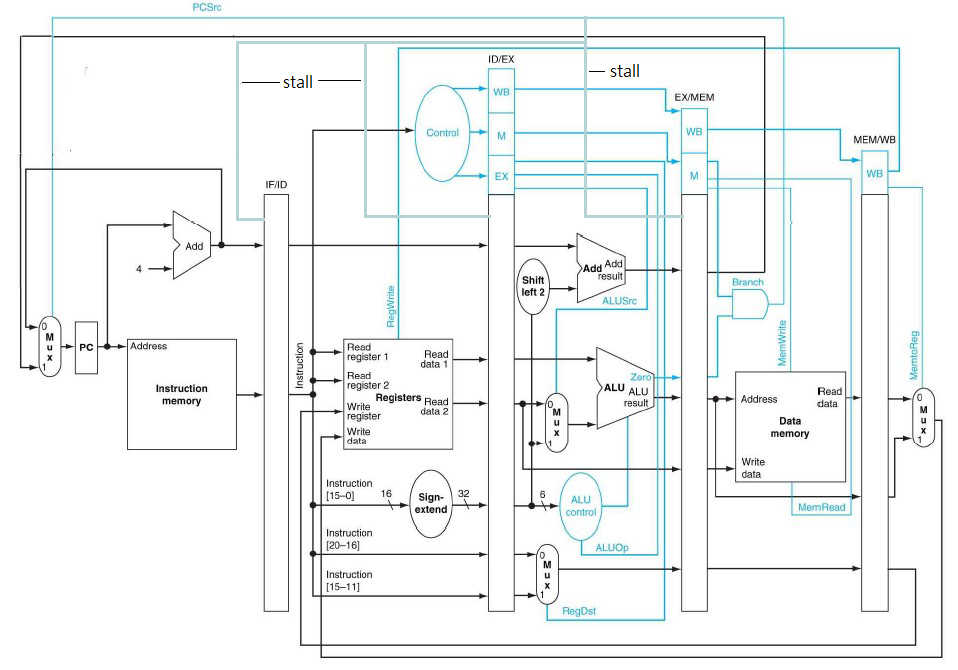 PCSrc
ID/EX
stall
stall
WB
EX/MEM
Control
M
WB
MEM/WB
EX
M
WB
IF/ID
Add
4
Add Add
result
Shift
left 2
ALUSrc
Branch
RegWrite
MemWrite
MemtoReg
0
M
u
x
1
PC
Address
Instruction
memory
Instruction
Read
register 1
Read
register 2
Write
register
Write
data
Registers
Read
data 1
Read
data 2
0
M
u
x
1
Zero
ALU
ALU
result
Address
Read
data
Data
memory
Write
data
0
M
u
x
1
Instruction
[15–0]
16
Sign-
extend
32
6
ALU
control
MemRead
Instruction
[20–16]
ALUOp
0
M
u
x
1
Instruction
[15–11]
RegDst